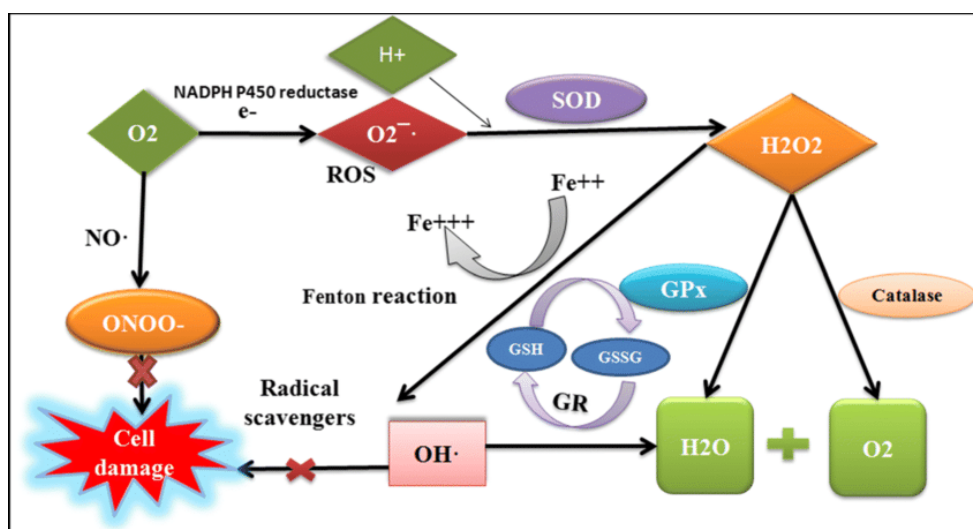 H+
NADPH P450 reductase
e-
SOD
O2
O2⁻·
H2O2
ROS
Fe++
Fe+++
NO·
Fenton reaction
GPx
Catalase
ONOO-
GSH
GSSG
Radical
scavengers
GR
Cell
damage
OH·
H2O
O2